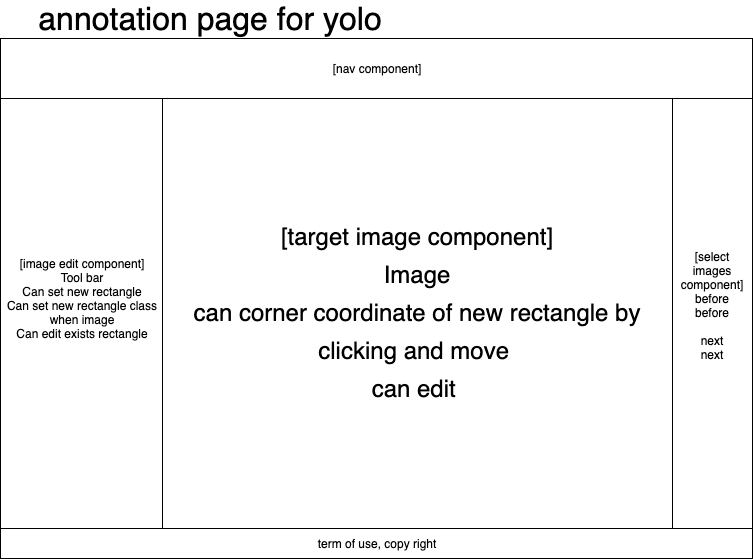 annotation page for yolo
[nav component]
[image edit component]
Tool bar
Can set new rectangle
Can set new rectangle class
when image
Can edit exists rectangle
[target image component]
Image
can corner coordinate of new rectangle by
clicking and move
can edit
[select
images
component]
before
before
next
next
term of use, copy right